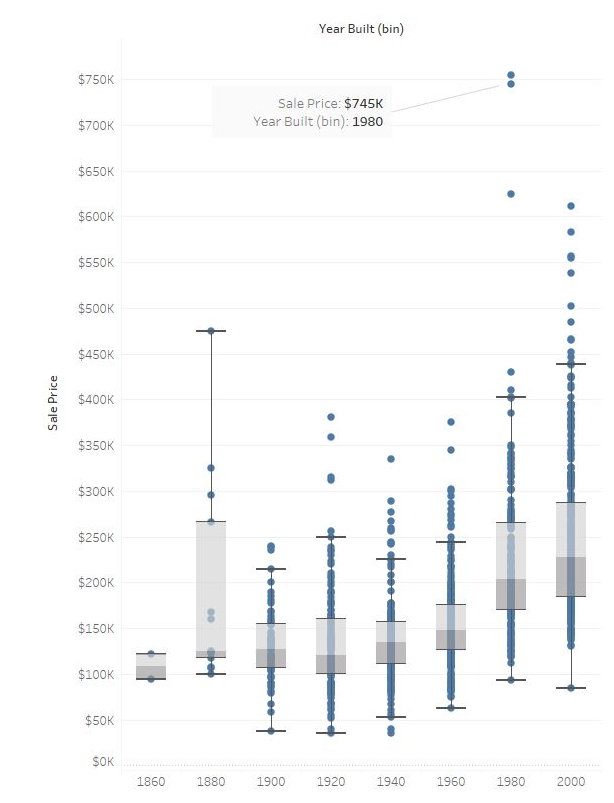 Year Built (bin)
$750K
Sale Price: $745K
Year Built (bin): 1980
$700K
$650K
$600K
$550K
$500K
$450K
$400K
Sale Price
$350K
$300K
$250K
$200K
$150K
$100K
$50K
$0K
1860 1880 1900 1920 1940 1960 1980 2000